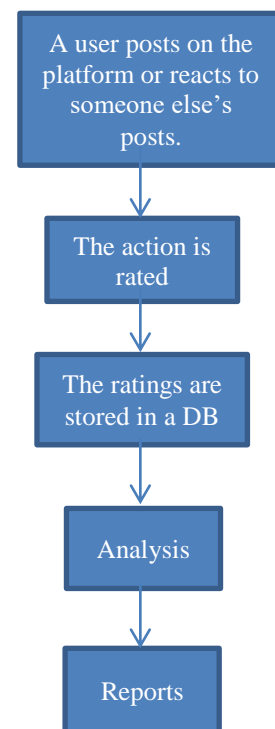 A user posts on the
platform or reacts to
someone else’s
posts.
The action is
rated
The ratings are
stored in a DB
Analysis
Reports